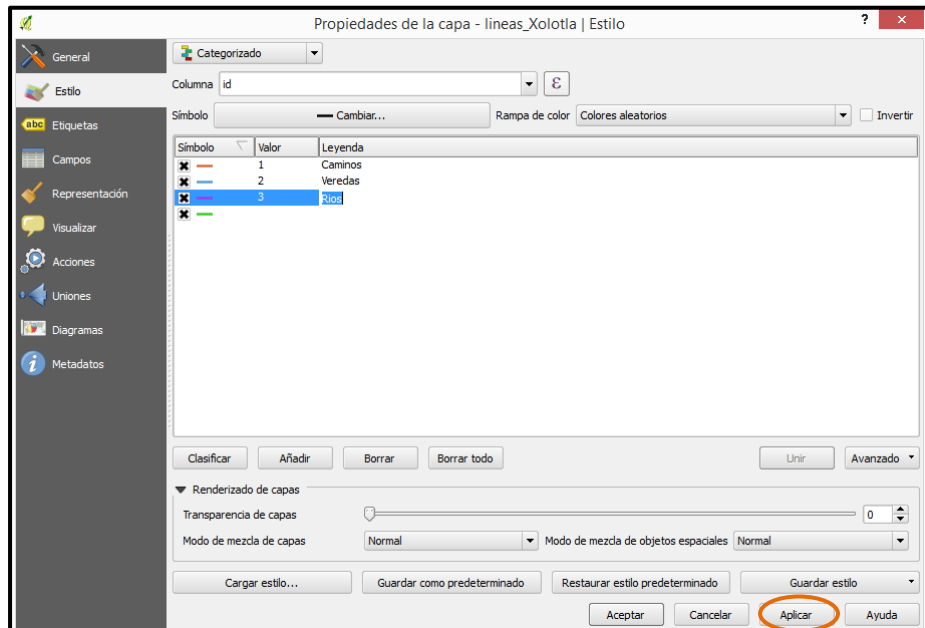 Propiedades de la capa - lineas_Xolotla | Estilo ? ×
General
Estilo
abc Etiquetas
Campos
Representación
Visualizar
Acciones
Uniones
Diagramas
i Metadatos
Categorizado
Columna id ε
Símbolo Cambiar... Rampa de color Colores aleatorios Invertir
Símbolo Valor Leyenda
1 Caminos
2 Veredas
3 Rios
Clasificar Añadir Borrar Borrar todo Unir Avanzado
Renderizado de capas
Transparencia de capas 0
Modo de mezcla de capas Normal Modo de mezcla de objetos espaciales Normal
Cargar estilo... Guardar como predeterminado Restaurar estilo predeterminado Guardar estilo
Aceptar Cancelar Aplicar Ayuda